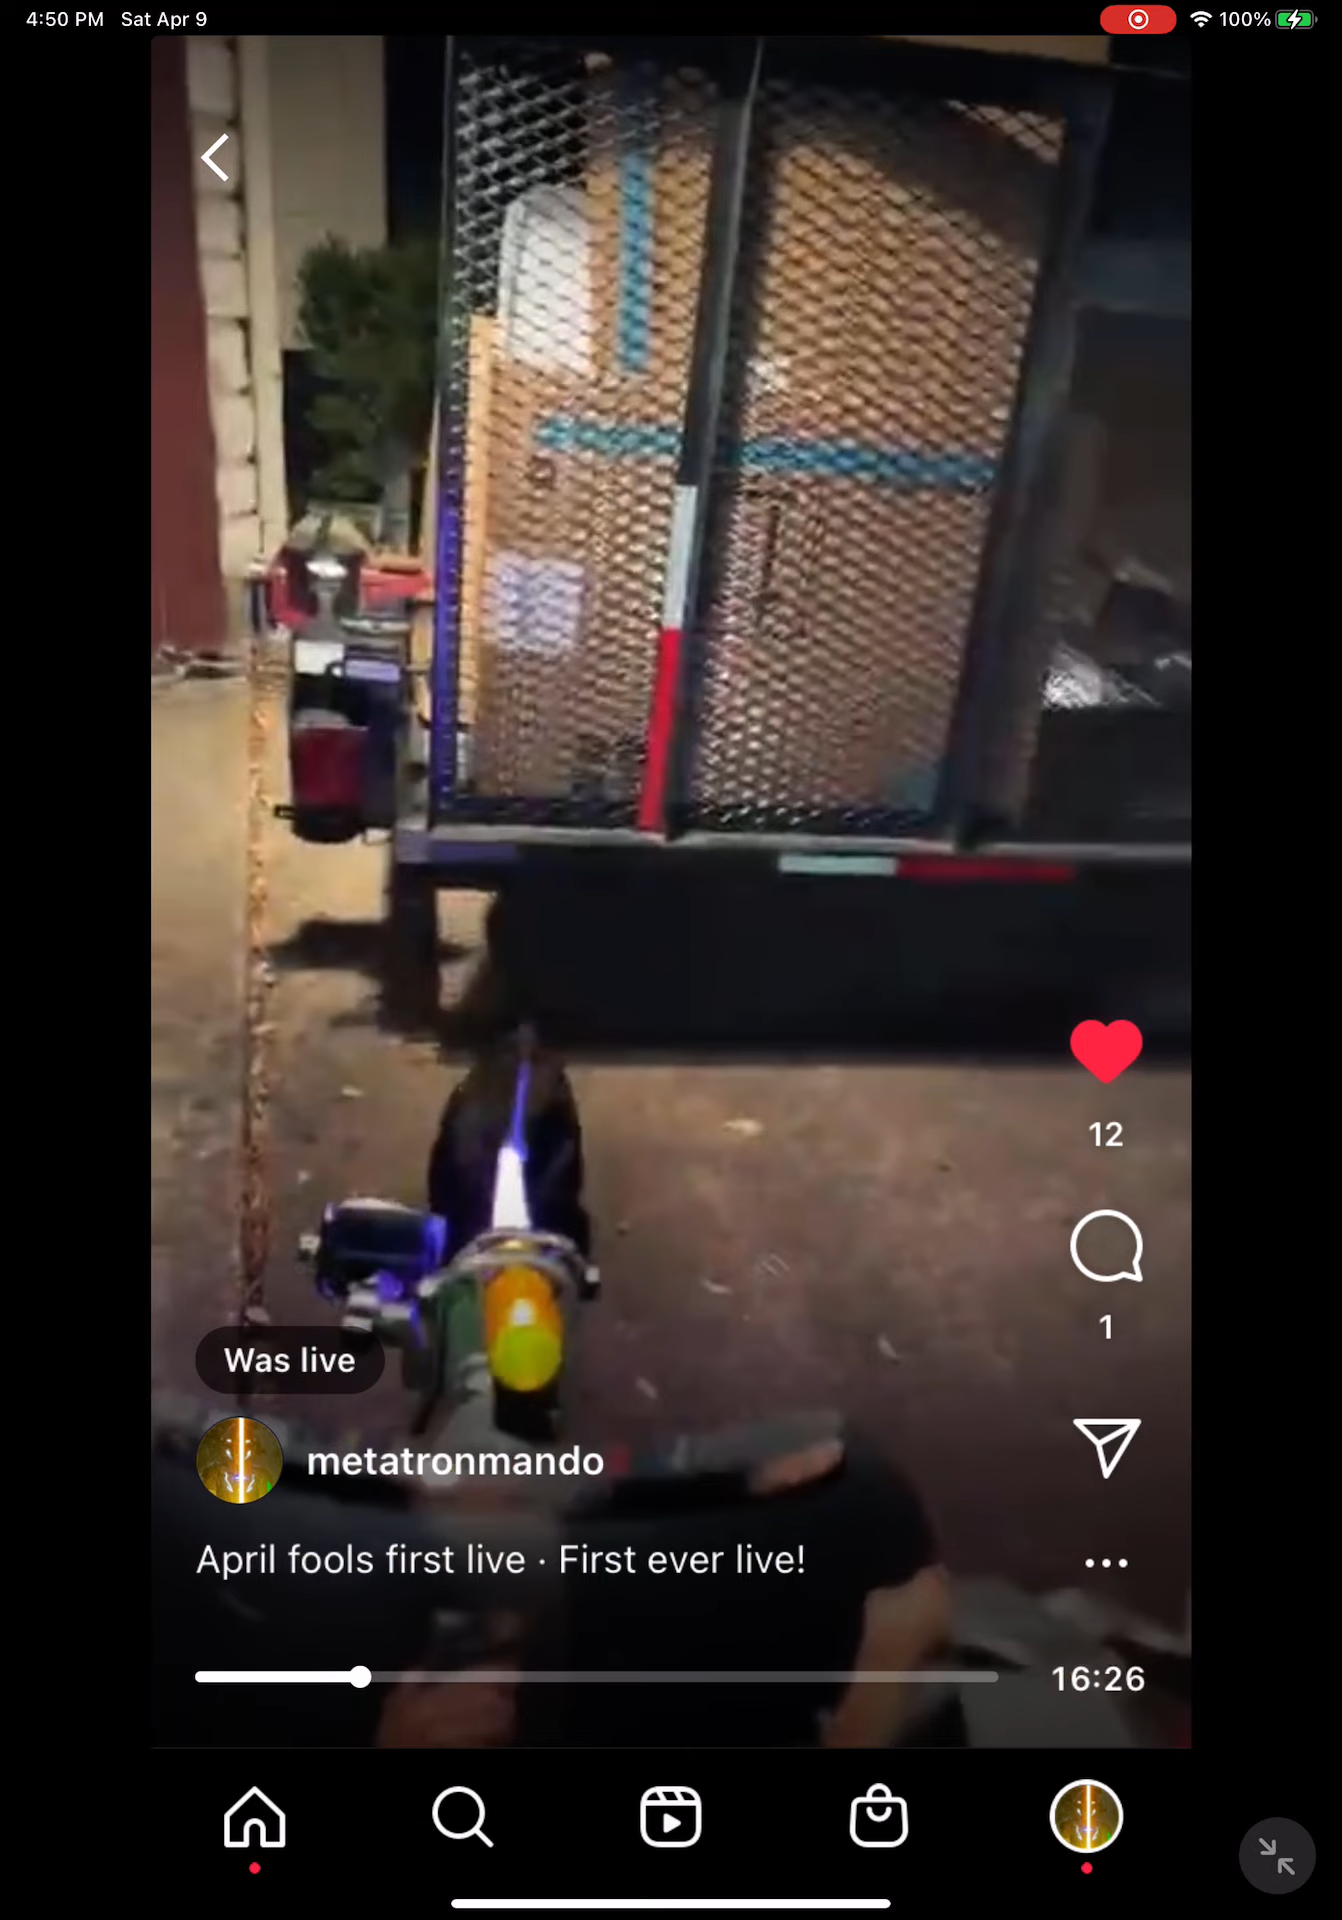 4:50 PM Sat Apr 9
100%
12
1
Was live
metatronmando
April fools first live · First ever live!
16:26